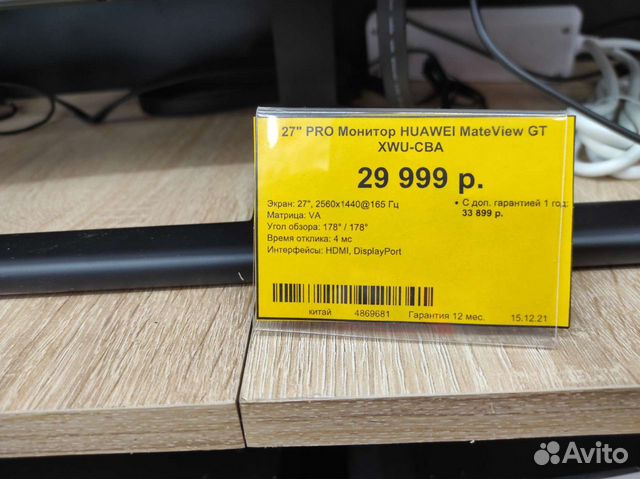 27" PRO Монитор HUAWEI MateView GT
XWU-CBA
29 999 р.
Экран: 27", 2560x1440@165 Гц
• С доп. гарантией 1 год:
33 899 р.
Матрица: VA
Угол обзора: 178° / 178°
Время отклика: 4 мс
Интерфейсы: HDMI, DisplayPort
китай 4869681 Гарантия 12 мес. 15.12.21
Avito